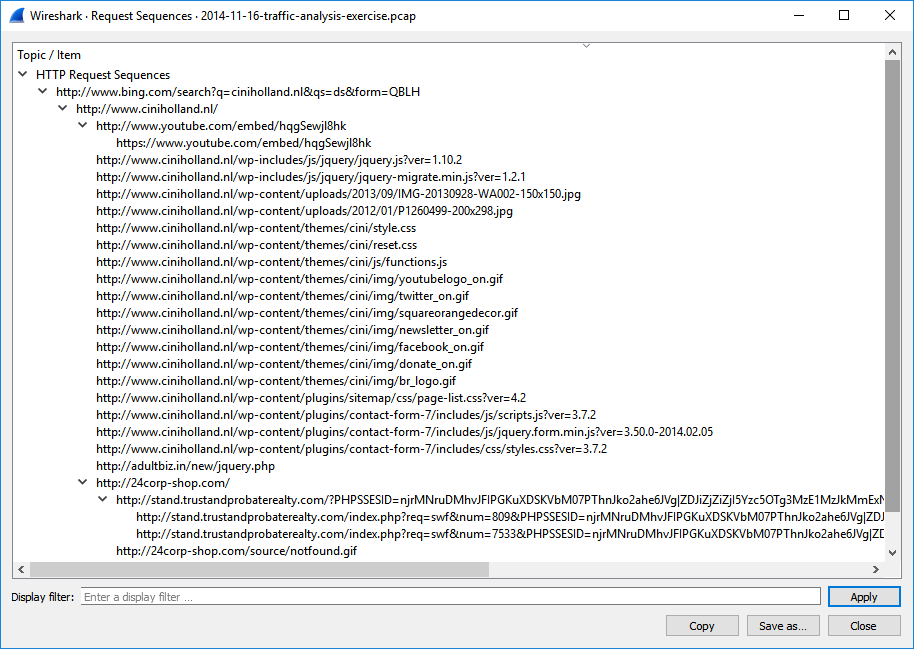 Wireshark · Request Sequences · 2014-11-16-traffic-analysis-exercise.pcap
Topic / Item
HTTP Request Sequences
http://www.bing.com/search?q=ciniholland.nl&qs=ds&form=QBLH
http://www.ciniholland.nl/
http://www.youtube.com/embed/hqgSewjl8hk
https://www.youtube.com/embed/hqgSewjl8hk
http://www.ciniholland.nl/wp-includes/js/jquery/jquery.js?ver=1.10.2
http://www.ciniholland.nl/wp-includes/js/jquery/jquery-migrate.min.js?ver=1.2.1
http://www.ciniholland.nl/wp-content/uploads/2013/09/IMG-20130928-WA002-150x150.jpg
http://www.ciniholland.nl/wp-content/uploads/2012/01/P1260499-200x298.jpg
http://www.ciniholland.nl/wp-content/themes/cini/style.css
http://www.ciniholland.nl/wp-content/themes/cini/reset.css
http://www.ciniholland.nl/wp-content/themes/cini/js/functions.js
http://www.ciniholland.nl/wp-content/themes/cini/img/youtubelogo_on.gif
http://www.ciniholland.nl/wp-content/themes/cini/img/twitter_on.gif
http://www.ciniholland.nl/wp-content/themes/cini/img/squareorangedecor.gif
http://www.ciniholland.nl/wp-content/themes/cini/img/newsletter_on.gif
http://www.ciniholland.nl/wp-content/themes/cini/img/facebook_on.gif
http://www.ciniholland.nl/wp-content/themes/cini/img/donate_on.gif
http://www.ciniholland.nl/wp-content/themes/cini/img/br_logo.gif
http://www.ciniholland.nl/wp-content/plugins/sitemap/css/page-list.css?ver=4.2
http://www.ciniholland.nl/wp-content/plugins/contact-form-7/includes/js/scripts.js?ver=3.7.2
http://www.ciniholland.nl/wp-content/plugins/contact-form-7/includes/js/jquery.form.min.js?ver=3.50.0-2014.02.05
http://www.ciniholland.nl/wp-content/plugins/contact-form-7/includes/css/styles.css?ver=3.7.2
http://adultbiz.in/new/jquery.php
http://24corp-shop.com/
http://stand.trustandprobaterealty.com/?PHPSSESID=njrMNruDMhvJFIPGKuXDSKVbM07PThnJko2ahe6JVg|ZDJiZjZiZjI5Yzc5OTg3MzE1MzJkMmExN
http://stand.trustandprobaterealty.com/index.php?req=swf&num=809&PHPSSESID=njrMNruDMhvJFIPGKuXDSKVbM07PThnJko2ahe6JVg|ZDJ
http://stand.trustandprobaterealty.com/index.php?req=swf&num=7533&PHPSSESID=njrMNruDMhvJFIPGKuXDSKVbM07PThnJko2ahe6JVg|ZD
http://24corp-shop.com/source/notfound.gif
Display filter: Enter a display filter … Apply
Copy Save as... Close